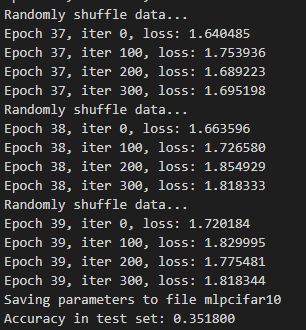 Randomly shuffle data...
Epoch 37, iter 0, loss: 1.640485
Epoch 37, iter 100, loss: 1.753936
Epoch 37, iter 200, loss: 1.689223
Epoch 37, iter 300, loss: 1.695198
Randomly shuffle data...
Epoch 38, iter 0, loss: 1.663596
Epoch 38, iter 100, loss: 1.726580
Epoch 38, iter 200, loss: 1.854929
Epoch 38, iter 300, loss: 1.818333
Randomly shuffle data...
Epoch 39, iter 0, loss: 1.720184
Epoch 39, iter 100, loss: 1.829995
Epoch 39, iter 200, loss: 1.775481
Epoch 39, iter 300, loss: 1.818344
Saving parameters to file mlpcifar10
Accuracy in test set: 0.351800